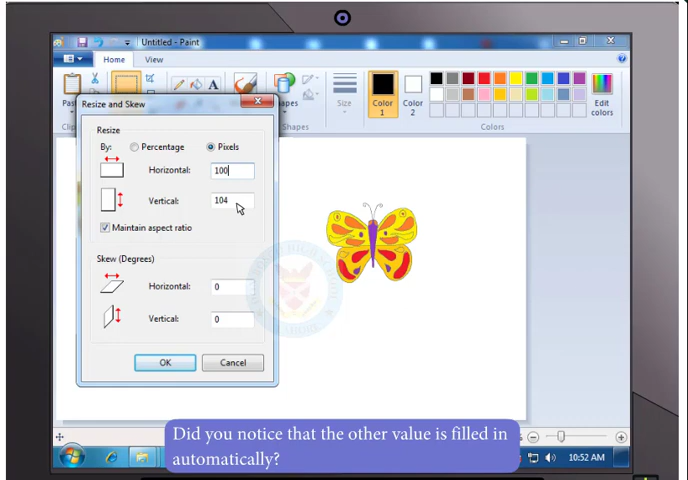 Untitled - Paint
Home View
Past
Shapes
Size
Color 1
Color 2
Edit colors
Colors
Resize and Skew
Resize
By: Percentage Pixels
Horizontal: 100
Vertical: 104
Maintain aspect ratio
Skew (Degrees)
Horizontal: 0
Vertical: 0
OK Cancel
Did you notice that the other value is filled in
automatically?
10:52 AM